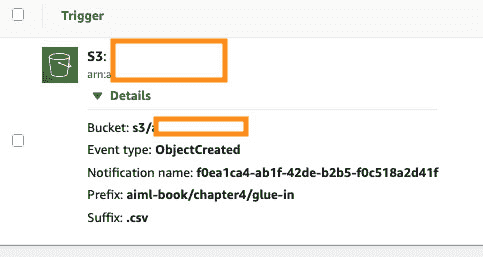 Trigger
S3:
arn:a
▼ Details
Bucket: s3/a
Event type: ObjectCreated
Notification name: f0ea1ca4-ab1f-42de-b2b5-f0c518a2d41f
Prefix: aiml-book/chapter4/glue-in
Suffix: .csv